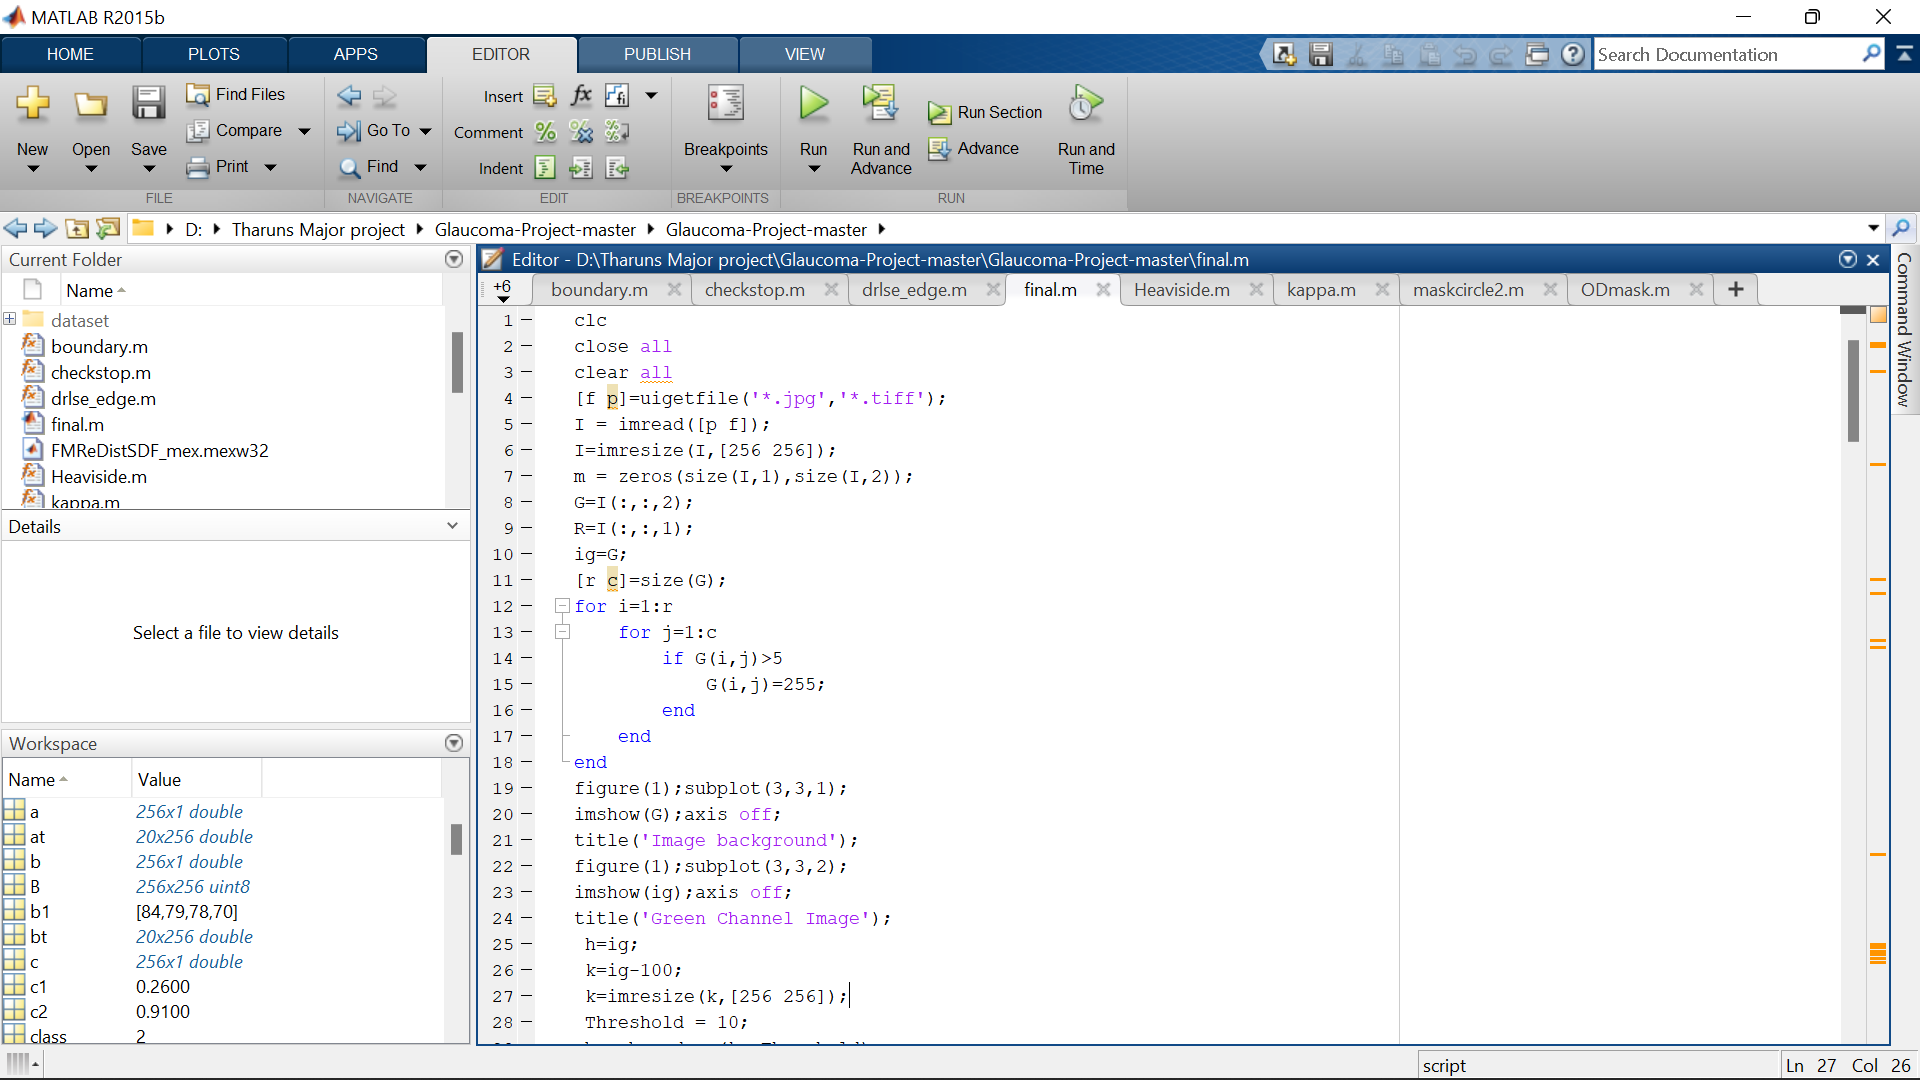 MATLAB R2015b
HOME PLOTS APPS EDITOR PUBLISH VIEW
Search Documentation
New Open Save
Find Files
Compare
Print
FILE
Go To
Find
NAVIGATE
Insert fx fi
Comment
Indent
EDIT
Breakpoints
BREAKPOINTS
Run
Run and Advance
Run Section
Advance
Run and Time
RUN
D: Tharuns Major project Glaucoma-Project-master Glaucoma-Project-master
Current Folder
Name
dataset
boundary.m
checkstop.m
drlse_edge.m
final.m
FMReDistSDF_mex.mexw32
Heaviside.m
kappa.m
Details
Select a file to view details
Workspace
Name Value
a 256x1 double
at 20x256 double
b 256x1 double
B 256x256 uint8
b1 [84,79,78,70]
bt 20x256 double
c 256x1 double
c1 0.2600
c2 0.9100
class 2
Editor - D:\Tharuns Major project\Glaucoma-Project-master\Glaucoma-Project-master\final.m
+6 boundary.m checkstop.m drlse_edge.m final.m Heaviside.m kappa.m maskcircle2.m ODmask.m +
1 – clc
2 – close all
3 – clear all
4 – [f p]=uigetfile('*.jpg','*.tiff');
5 – I = imread([p f]);
6 – I=imresize(I,[256 256]);
7 – m = zeros(size(I,1),size(I,2));
8 – G=I(:,:,2);
9 – R=I(:,:,1);
10 – ig=G;
11 – [r c]=size(G);
12 – for i=1:r
13 – for j=1:c
14 – if G(i,j)>5
15 – G(i,j)=255;
16 – end
17 – end
18 – end
19 – figure(1);subplot(3,3,1);
20 – imshow(G);axis off;
21 – title('Image background');
22 – figure(1);subplot(3,3,2);
23 – imshow(ig);axis off;
24 – title('Green Channel Image');
25 – h=ig;
26 – k=ig-100;
27 – k=imresize(k,[256 256]);
28 – Threshold = 10;
Command Window
script
Ln 27 Col 26